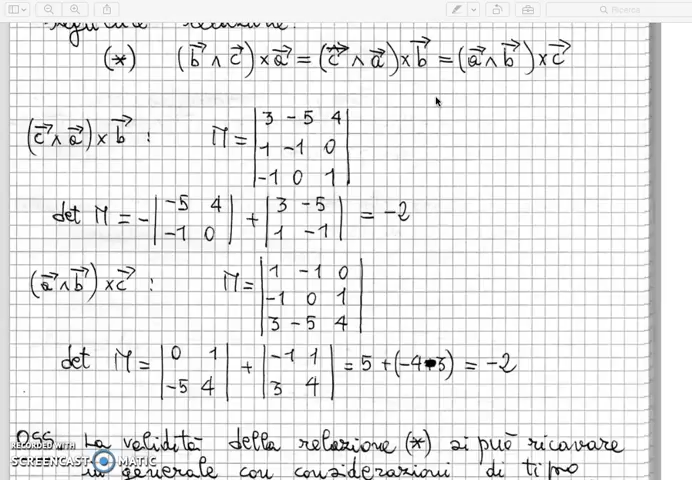 Ricerca
seguente relazione:
(*) (b⃗ ∧ c⃗) × a⃗ = (c⃗ ∧ a⃗) × b⃗ = (a⃗ ∧ b⃗) × c⃗
(c⃗ ∧ a⃗) × b⃗ : M = | 3 -5 4 |
| 1 -1 0 |
| -1 0 1 |
det M = - | -5 4 | + | 3 -5 | = -2
| -1 0 | | 1 -1 |
(a⃗ ∧ b⃗) × c⃗ : M = | 1 -1 0 |
| -1 0 1 |
| 3 -5 4 |
det M = | 0 1 | + | -1 1 | = 5 + (-4-3) = -2
| -5 4 | | 3 4 |
OSS. La validità della relazione (*) si può ricavare
in generale con considerazioni di tipo
RECORDED WITH
SCREENCAST-O-MATIC